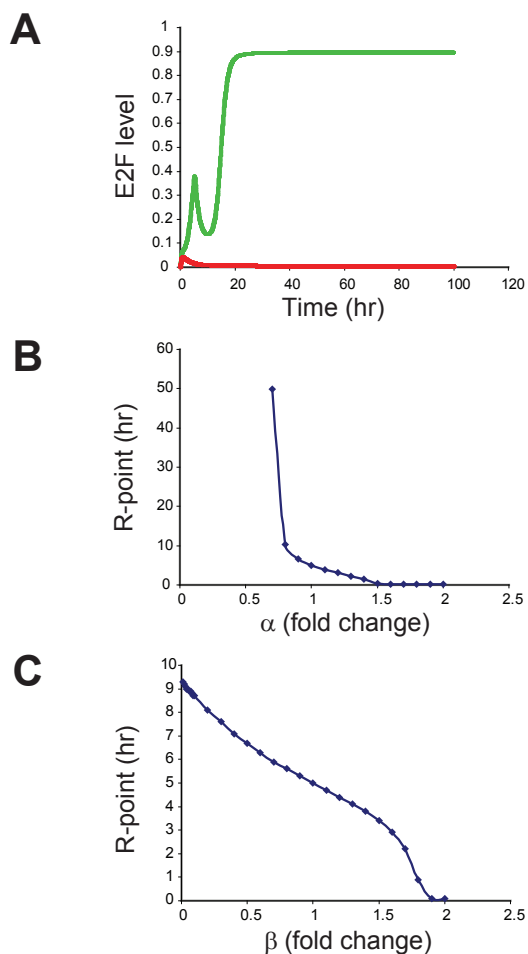 A
1
0.9
0.8
0.7
0.6
0.5
0.4
0.3
0.2
0.1
0
E2F level
0 20 40 60 80 100 120
Time (hr)
B
60
50
40
30
20
10
0
R-point (hr)
0 0.5 1 1.5 2 2.5
α (fold change)
C
10
9
8
7
6
5
4
3
2
1
0
R-point (hr)
0 0.5 1 1.5 2 2.5
β (fold change)